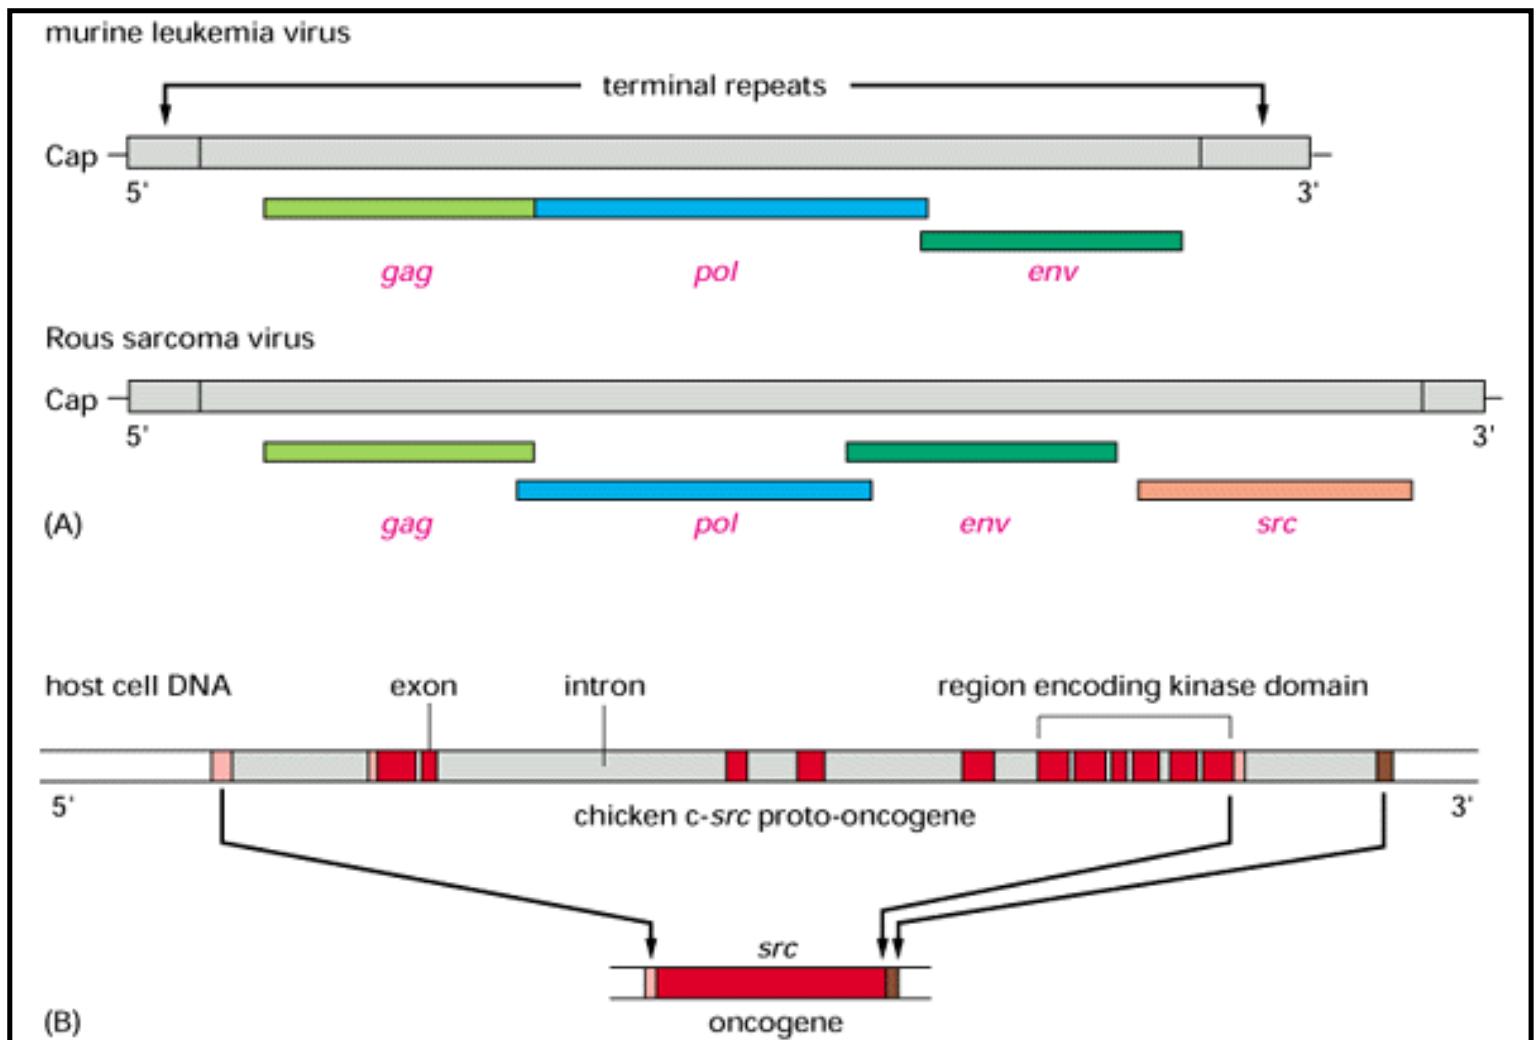 murine leukemia virus
terminal repeats
Cap
5'
3'
gag pol env
Rous sarcoma virus
Cap
5'
3'
(A)
gag pol env src
host cell DNA exon intron region encoding kinase domain
5'
chicken c-src proto-oncogene
3'
src
(B)
oncogene